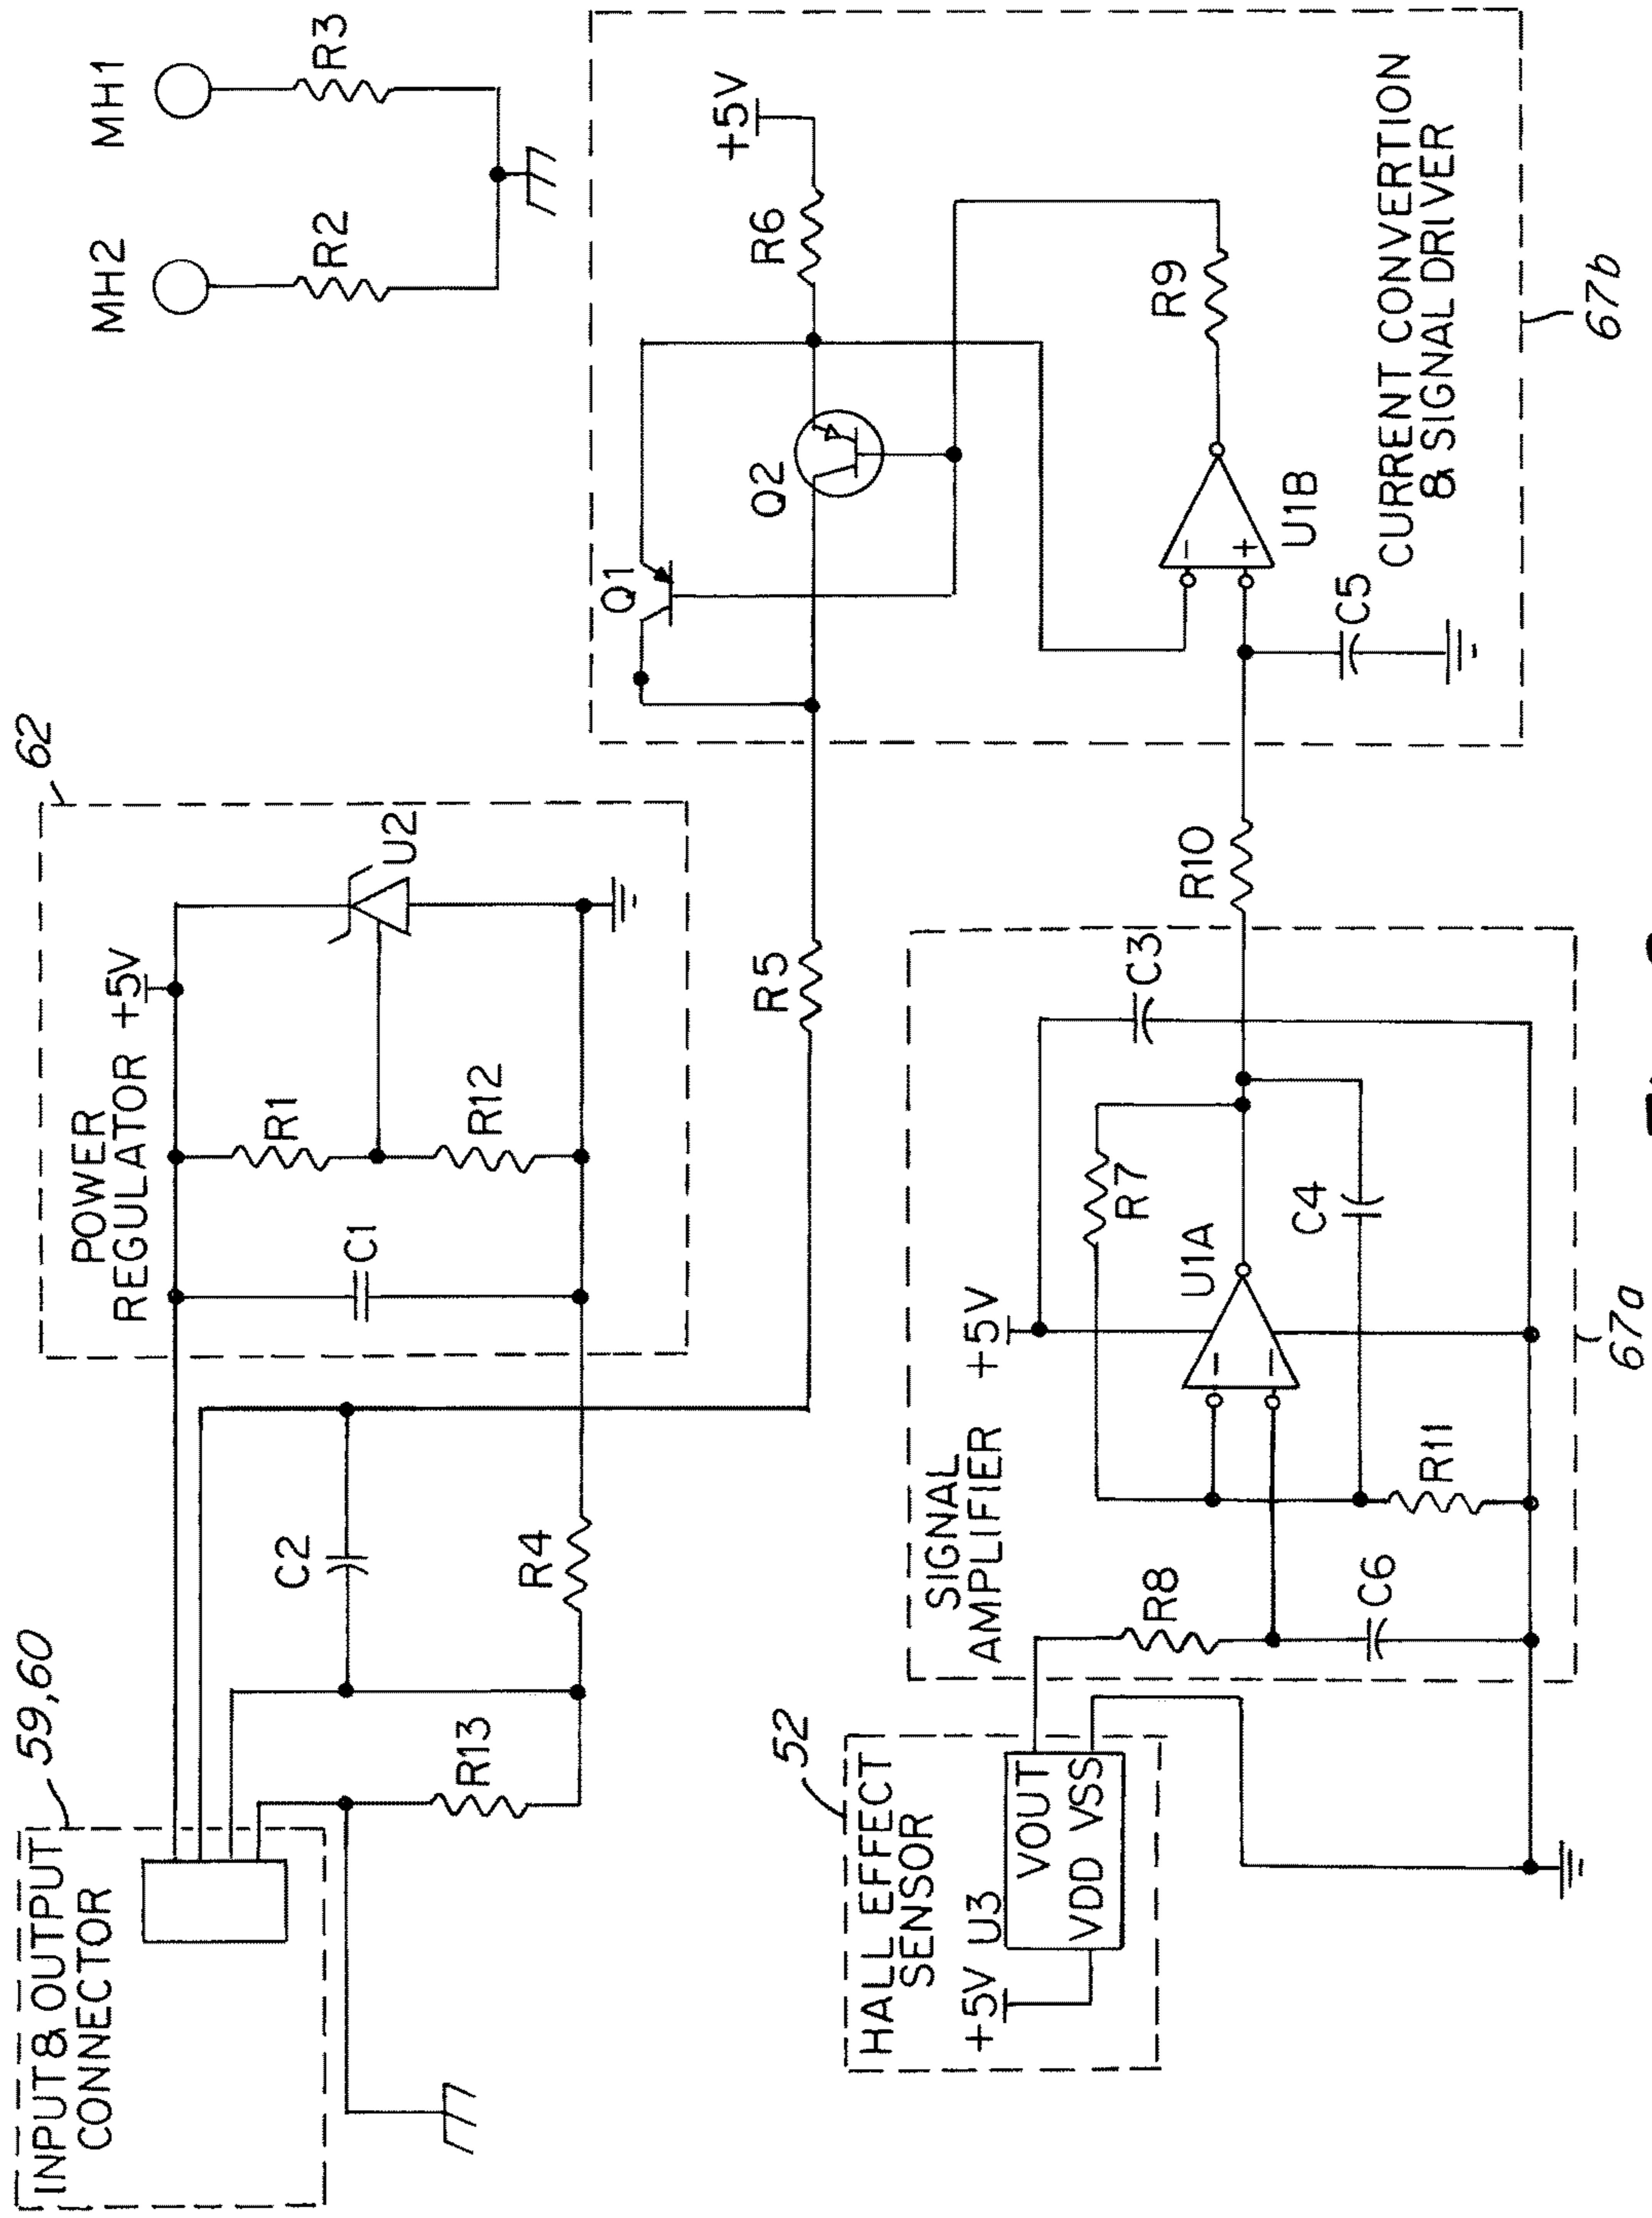 INPUT & OUTPUT
CONNECTOR
59,60
C2
R13
R4
POWER
REGULATOR
+5V
62
C1
R1
R12
U2
R5
MH2
MH1
R2
R3
Q1
Q2
R6
+5V
R9
U1B
-
+
C5
CURRENT CONVERTION
& SIGNAL DRIVER
67b
HALL EFFECT
SENSOR
52
+5V
U3
VOUT
VDD VSS
SIGNAL
AMPLIFIER
+5V
R8
C6
R11
U1A
-
-
R7
C4
C3
R10
67a